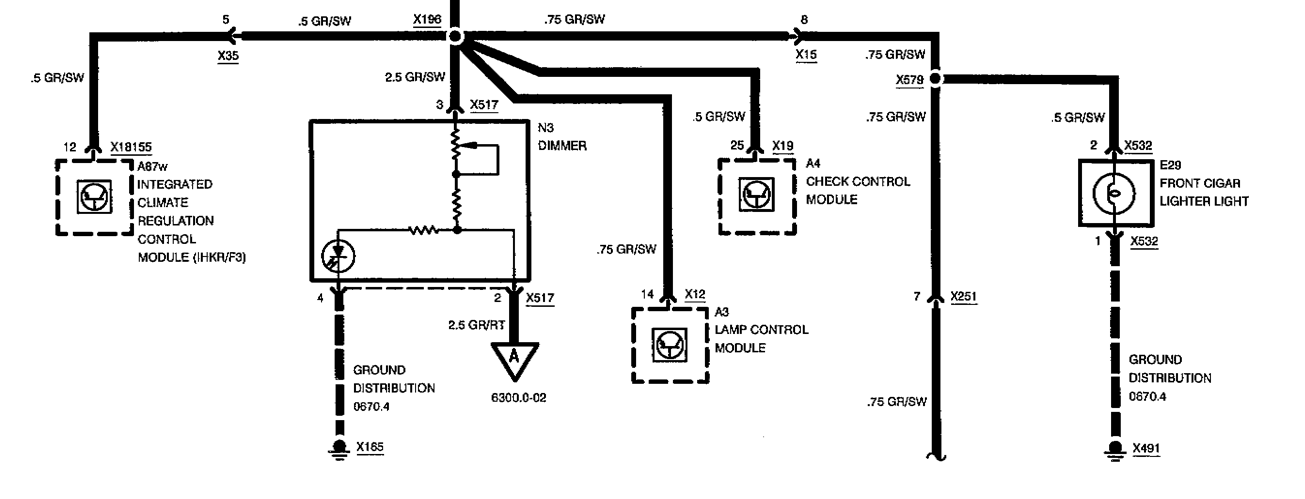 5
.5 GR/SW
X196
.75 GR/SW
8
X35
X15
.75 GR/SW
.5 GR/SW
2.5 GR/SW
X579
3
X517
.5 GR/SW
.75 GR/SW
.5 GR/SW
N3
DIMMER
12
X18155
25
X19
2
X532
A87w
INTEGRATED
CLIMATE
REGULATION
CONTROL
MODULE (IHKR/F3)
A4
CHECK CONTROL
MODULE
E29
FRONT CIGAR
LIGHTER LIGHT
.75 GR/SW
1
X532
4
2
X517
14
X12
7
X251
2.5 GR/RT
A3
LAMP CONTROL
MODULE
A
6300.0-02
GROUND
DISTRIBUTION
0670.4
.75 GR/SW
GROUND
DISTRIBUTION
0670.4
X165
X491